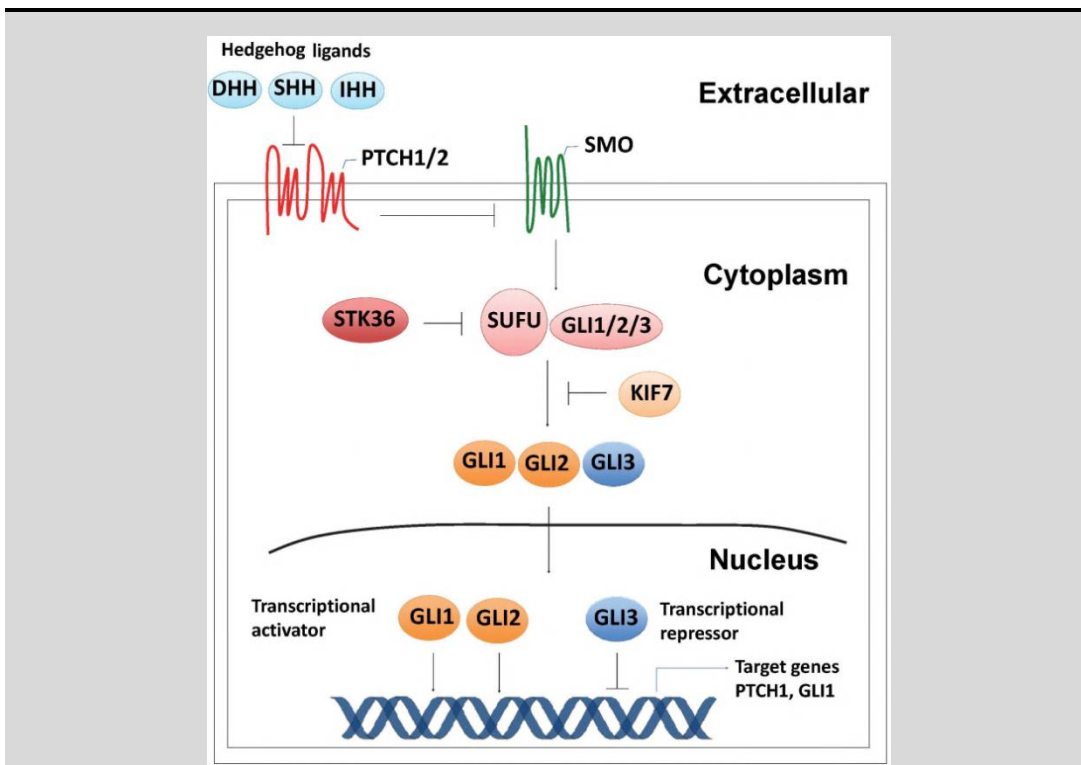 Hedgehog ligands
DHH SHH IHH
Extracellular
PTCH1/2
SMO
Cytoplasm
STK36
SUFU
GLI1/2/3
KIF7
GLI1 GLI2 GLI3
Nucleus
Transcriptional
activator
GLI1 GLI2
GLI3
Transcriptional
repressor
Target genes
PTCH1, GLI1